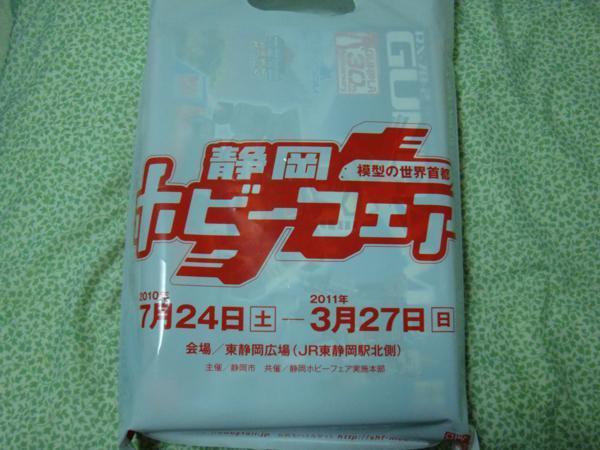 静岡
模型の世界首都
ホビーフェア
2010年 2011年
7月24日土—3月27日日
会場／東静岡広場（JR東静岡駅北側）
主催／静岡市 共催／静岡ホビーフェア実施本部